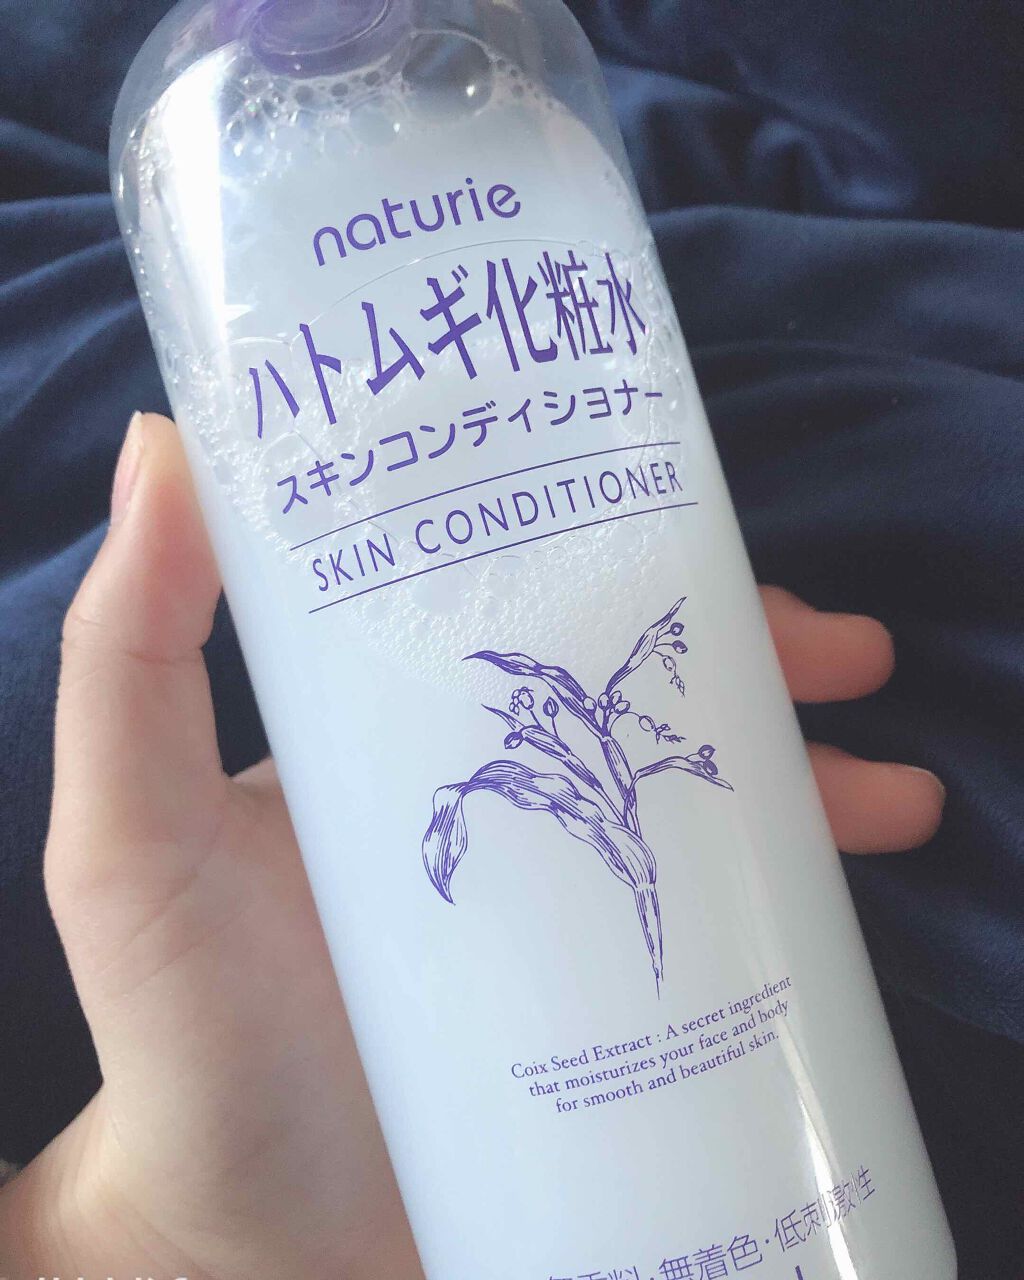 naturie
ハトムギ化粧水
スキンコンディショナー
SKIN CONDITIONER
Coix Seed Extract : A secret ingredient
that moisturizes your face and body
for smooth and beautiful skin.
無着色・低刺激性